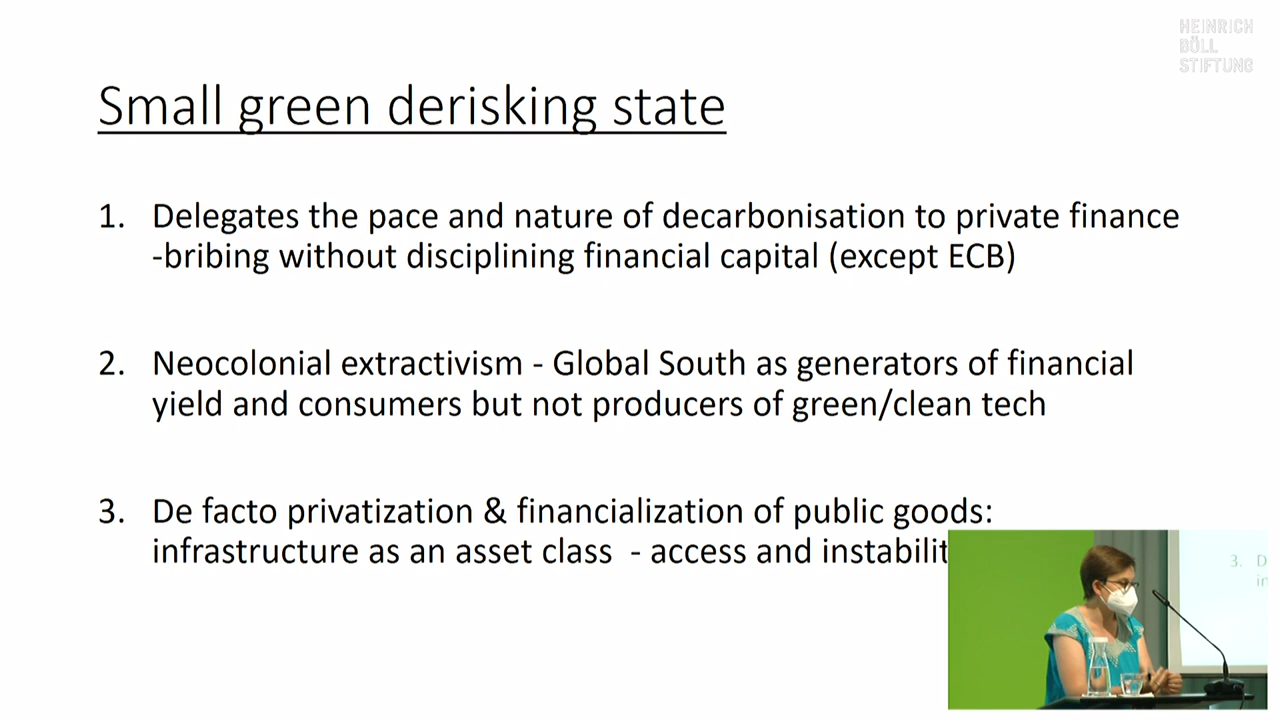 HEINRICH
BÖLL
STIFTUNG
Small green derisking state
1. Delegates the pace and nature of decarbonisation to private finance
-bribing without disciplining financial capital (except ECB)
2. Neocolonial extractivism - Global South as generators of financial
yield and consumers but not producers of green/clean tech
3. De facto privatization & financialization of public goods:
infrastructure as an asset class - access and
3. D
in